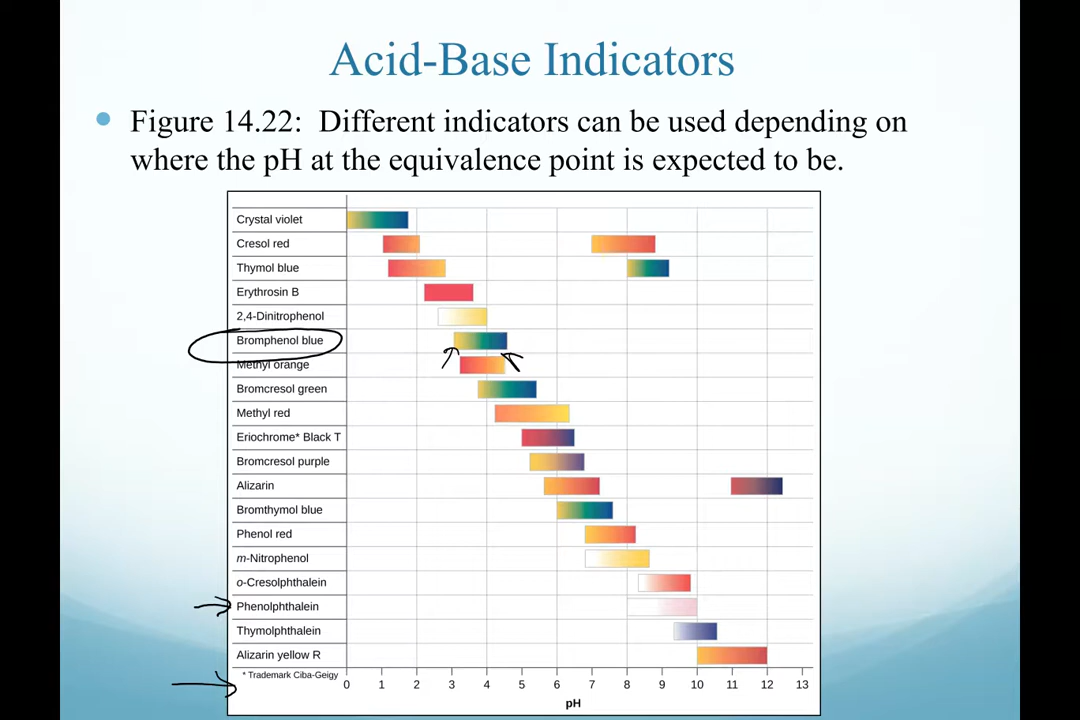 Acid-Base Indicators
Figure 14.22: Different indicators can be used depending on
where the pH at the equivalence point is expected to be.
Crystal violet
Cresol red
Thymol blue
Erythrosin B
2,4-Dinitrophenol
Bromphenol blue
Methyl orange
Bromcresol green
Methyl red
Eriochrome* Black T
Bromcresol purple
Alizarin
Bromthymol blue
Phenol red
m-Nitrophenol
o-Cresolphthalein
Phenolphthalein
Thymolphthalein
Alizarin yellow R
* Trademark Ciba-Geigy
0 1 2 3 4 5 6 7 8 9 10 11 12 13
pH